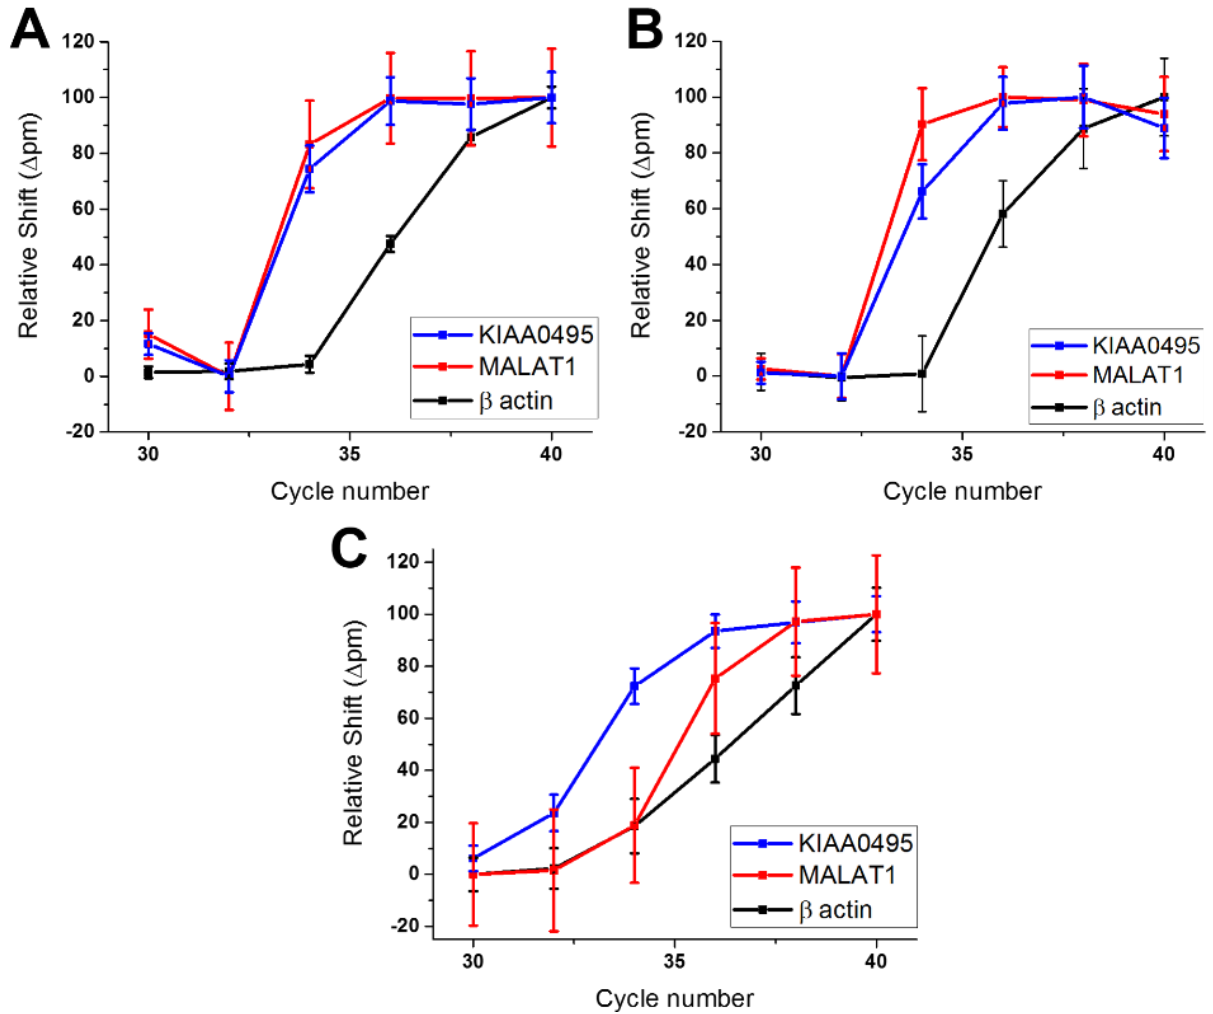 A
120
100
80
60
40
20
0
-20
30
35
40
Relative Shift (Δpm)
Cycle number
KIAA0495
MALAT1
β actin
B
120
100
80
60
40
20
0
-20
30
35
40
Relative Shift (Δpm)
Cycle number
KIAA0495
MALAT1
β actin
C
120
100
80
60
40
20
0
-20
30
35
40
Relative Shift (Δpm)
Cycle number
KIAA0495
MALAT1
β actin